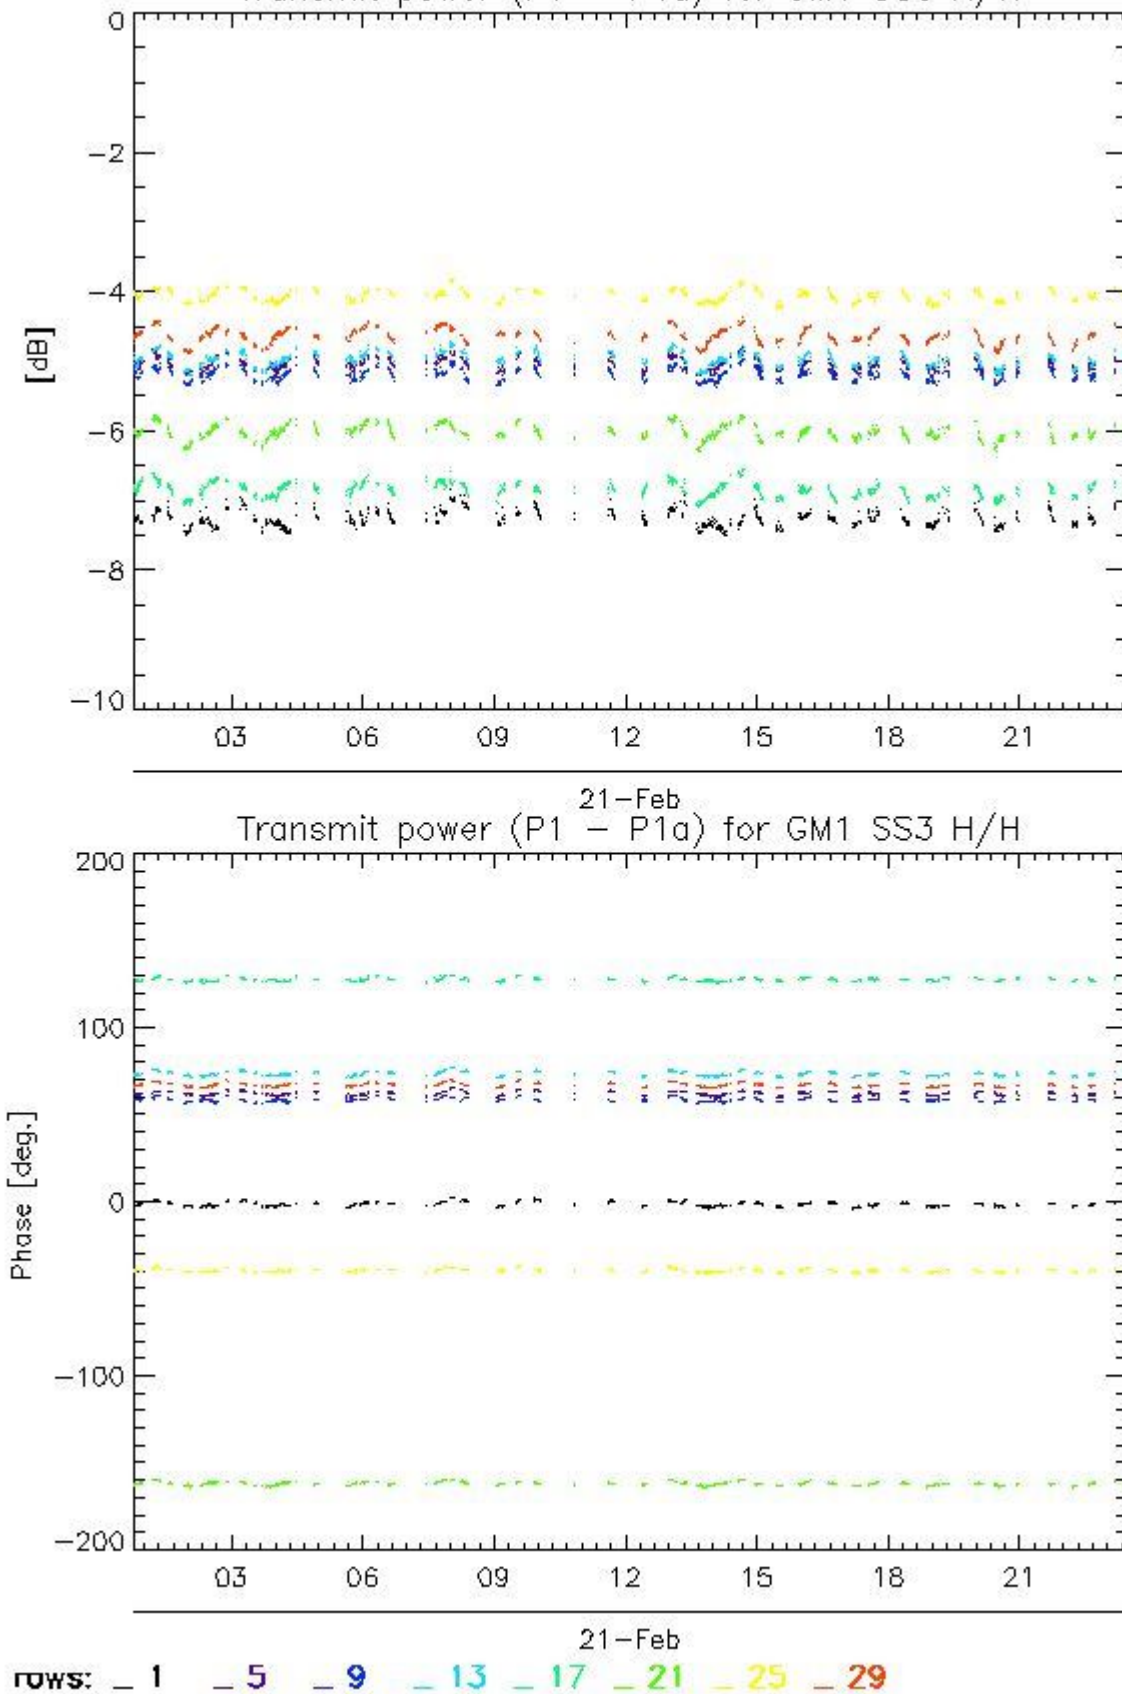 0
−2
−4
[dB]
−6
−8
−10
03 06 09 12 15 18 21
21−Feb
Transmit power (P1 − P1a) for GM1 SS3 H/H
200
100
Phase [deg.]
0
−100
−200
03 06 09 12 15 18 21
21−Feb
rows: _ 1 _ 5 _ 9 _ 13 _ 17 _ 21 _ 25 _ 29